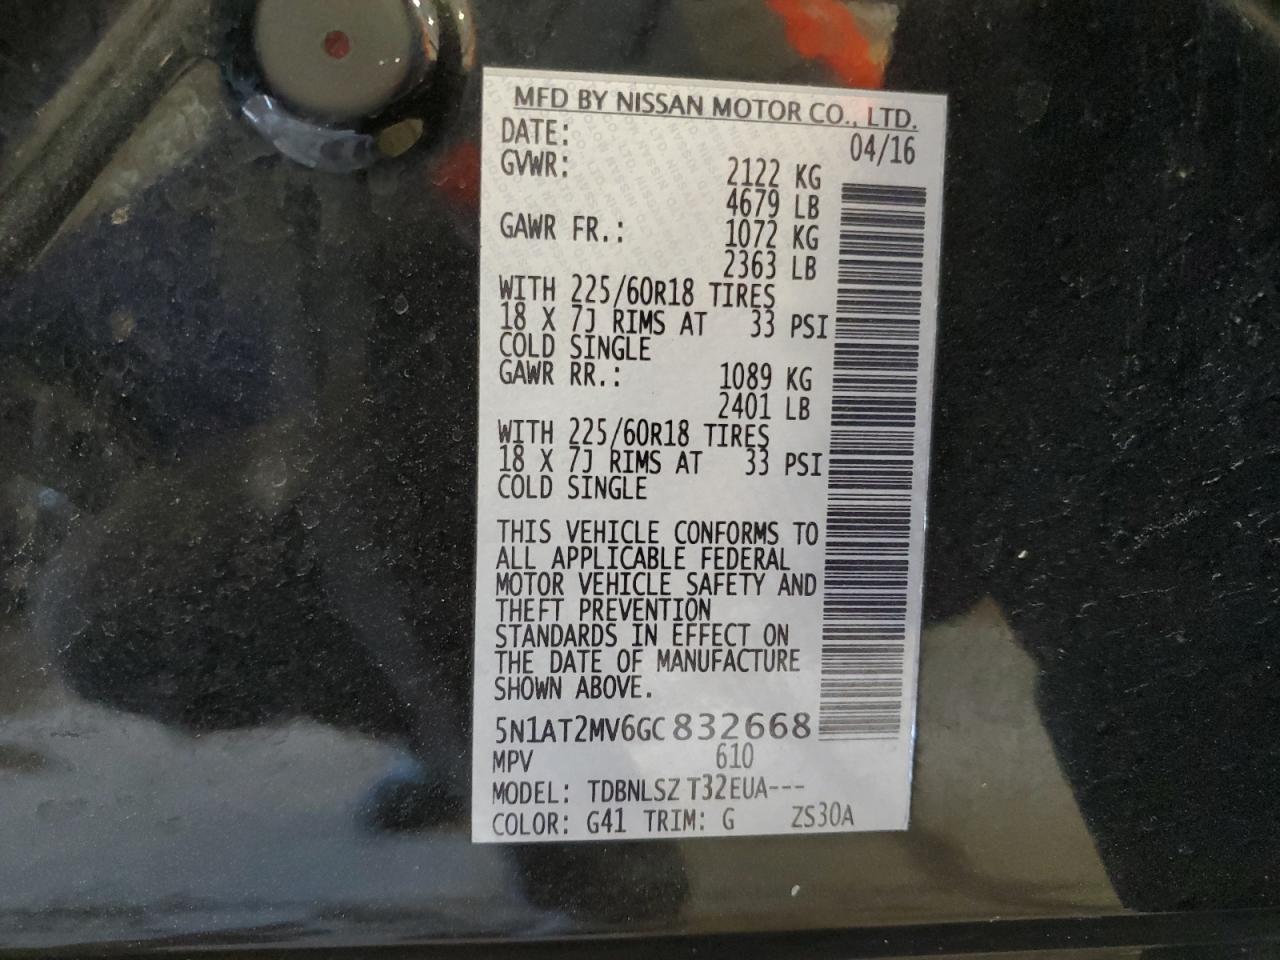 MFD BY NISSAN MOTOR CO., LTD.
DATE: 04/16
GVWR: 2122 KG
4679 LB
GAWR FR.: 1072 KG
2363 LB
WITH 225/60R18 TIRES
18 X 7J RIMS AT 33 PSI
COLD SINGLE
GAWR RR.: 1089 KG
2401 LB
WITH 225/60R18 TIRES
18 X 7J RIMS AT 33 PSI
COLD SINGLE
THIS VEHICLE CONFORMS TO
ALL APPLICABLE FEDERAL
MOTOR VEHICLE SAFETY AND
THEFT PREVENTION
STANDARDS IN EFFECT ON
THE DATE OF MANUFACTURE
SHOWN ABOVE.
5N1AT2MV6GC832668
MPV 610
MODEL: TDBNLSZ T32EUA---
COLOR: G41 TRIM: G ZS30A